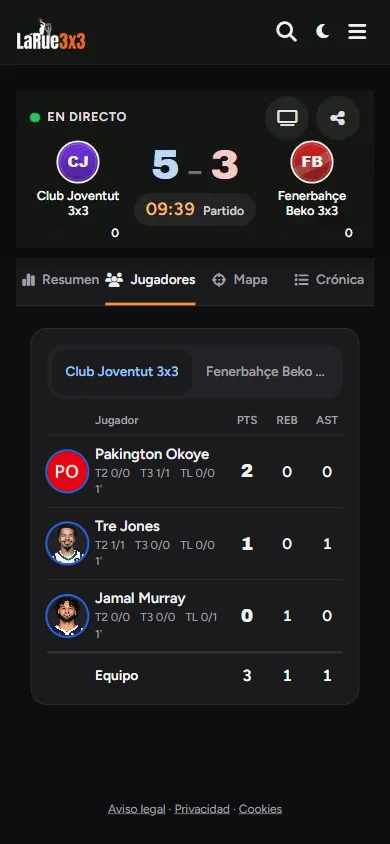 LaRue3x3
EN DIRECTO
CJ
5 - 3
FB
Club Joventut 3x3
09:39 Partido
Fenerbahçe Beko 3x3
0
0
Resumen Jugadores Mapa Crónica
Club Joventut 3x3 Fenerbahçe Beko ...
Jugador PTS REB AST
PO
Pakington Okoye
T2 0/0 T3 1/1 TL 0/0
1'
2 0 0
Tre Jones
T2 1/1 T3 0/0 TL 0/0
1'
1 0 1
Jamal Murray
T2 0/0 T3 0/0 TL 0/1
1'
0 1 0
Equipo 3 1 1
Aviso legal · Privacidad · Cookies